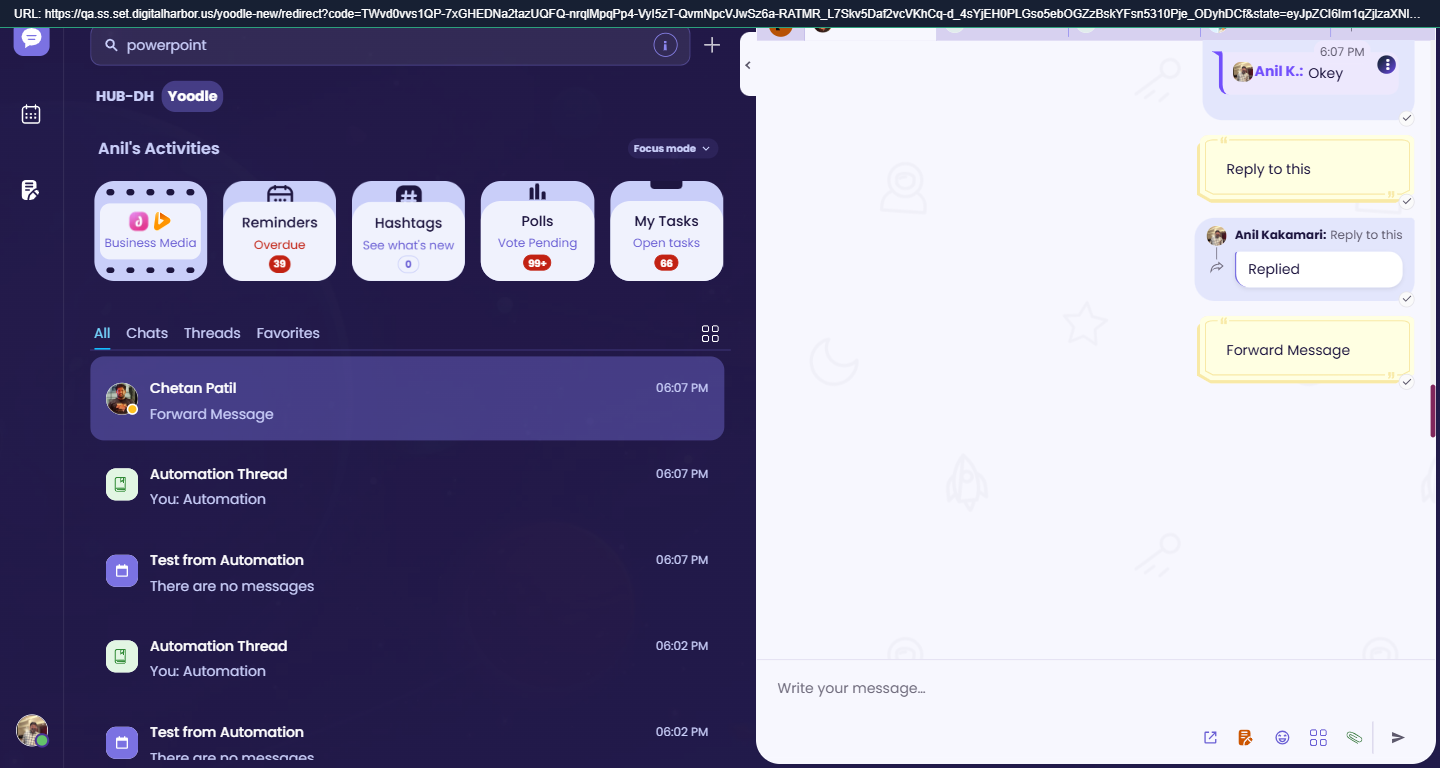 URL: https://qa.ss.set.digitalharbor.us/yoodle-new/redirect?code=TWvd0vvs1QP-7xGHEDNa2tazUQFQ-nrqlMpqPp4-Vyl5zT-QvmNpcVJwSz6a-RATMR_L7Skv5Daf2vcVKhCq-d_4sYjEH0PLGso5ebOGZzBskYFsn5310Pje_ODyhDCf&state=eyJpZCI6Im1qZjlzaXNl...
powerpoint
HUB-DH Yoodle
Anil's Activities
Focus mode
Business Media
Reminders
Overdue
39
Hashtags
See what's new
0
Polls
Vote Pending
99+
My Tasks
Open tasks
66
All Chats Threads Favorites
Chetan Patil 06:07 PM
Forward Message
Automation Thread 06:07 PM
You: Automation
Test from Automation 06:07 PM
There are no messages
Automation Thread 06:02 PM
You: Automation
Test from Automation 06:02 PM
There are no messages
6:07 PM
Anil K.: Okey
Reply to this
Anil Kakamari: Reply to this
Replied
Forward Message
Write your message...